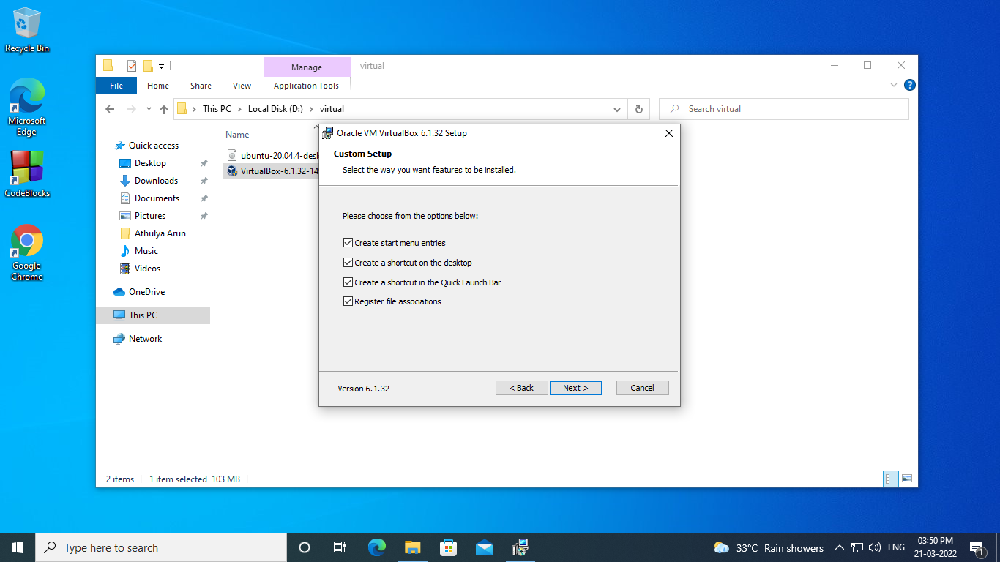 Recycle Bin
Microsoft
Edge
CodeBlocks
Google
Chrome
Manage
virtual
File
Home
Share
View
Application Tools
This PC
Local Disk (D:)
virtual
Search virtual
Quick access
Desktop
Downloads
Documents
Pictures
Athulya Arun
Music
Videos
OneDrive
This PC
Network
Name
ubuntu-20.04.4-desk
VirtualBox-6.1.32-14
Oracle VM VirtualBox 6.1.32 Setup
Custom Setup
Select the way you want features to be installed.
Please choose from the options below:
Create start menu entries
Create a shortcut on the desktop
Create a shortcut in the Quick Launch Bar
Register file associations
Version 6.1.32
< Back
Next >
Cancel
2 items
1 item selected 103 MB
Type here to search
33°C Rain showers
ENG
03:50 PM
21-03-2022
1